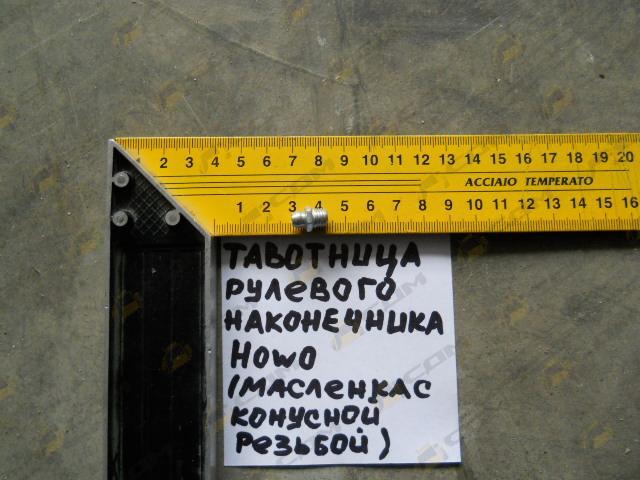 2 3 4 5 6 7 8 9 10 11 12 13 14 15 16 17 18 19 20
ACCIAIO TEMPERATO
1 2 3 4 5 6 7 8 9 10 11 12 13 14 15 16
ТАВОТНИЦА
РУЛЕВОГО
НАКОНЕЧНИКА
HOWO
(МАСЛЕНКА С
КОНУСНОЙ
РЕЗЬБОЙ)